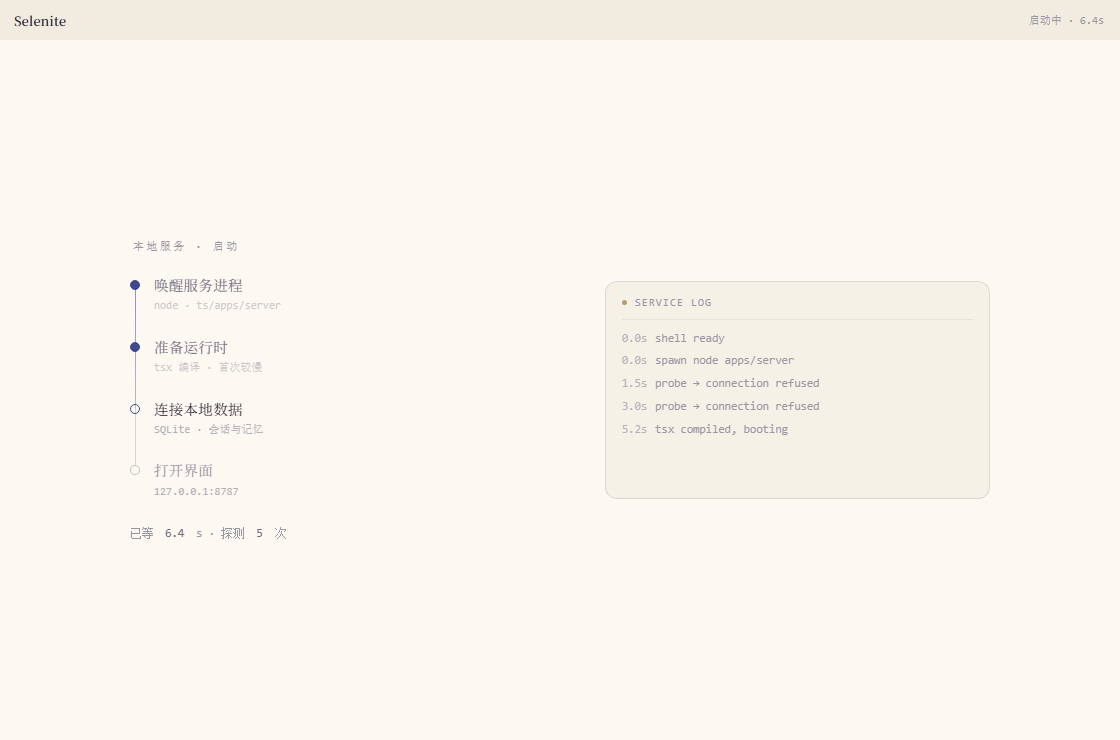 Selenite
启动中 · 6.4s
本地服务 · 启动
唤醒服务进程
node · ts/apps/server
准备运行时
tsx 编译 · 首次较慢
连接本地数据
SQLite · 会话与记忆
打开界面
127.0.0.1:8787
已等 6.4 s · 探测 5 次
SERVICE LOG
0.0s shell ready
0.0s spawn node apps/server
1.5s probe → connection refused
3.0s probe → connection refused
5.2s tsx compiled, booting